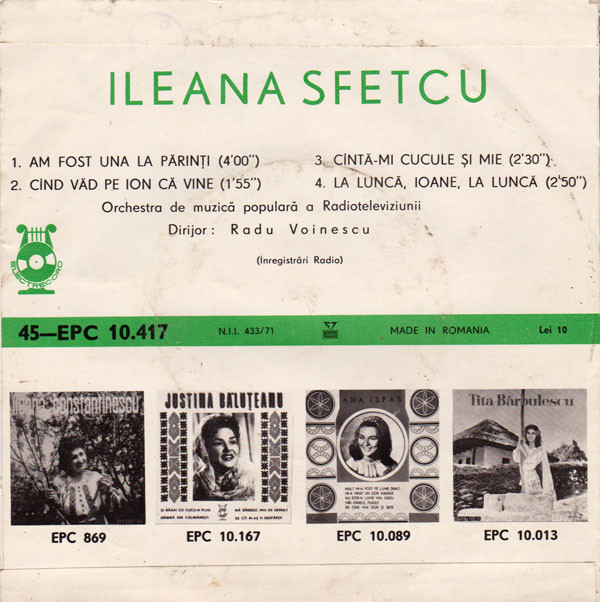 ILEANA SFETCU
1. AM FOST UNA LA PĂRINȚI (4'00")
2. CÎND VĂD PE ION CĂ VINE (1'55")
3. CÎNTĂ-MI CUCULE ȘI MIE (2'30")
4. LA LUNCĂ, IOANE, LA LUNCĂ (2'50")
Orchestra de muzică populară a Radioteleviziunii
Dirijor: Radu Voinescu
(Inregistrări Radio)
ELECTRECORD
45—EPC 10.417 N.I.I. 433/71 MADE IN ROMANIA Lei 10
constantinescu
JUSTINA BALUȚEANU
ANA ISPAS
Tița Bărbulescu
EPC 869
EPC 10.167
EPC 10.089
EPC 10.013